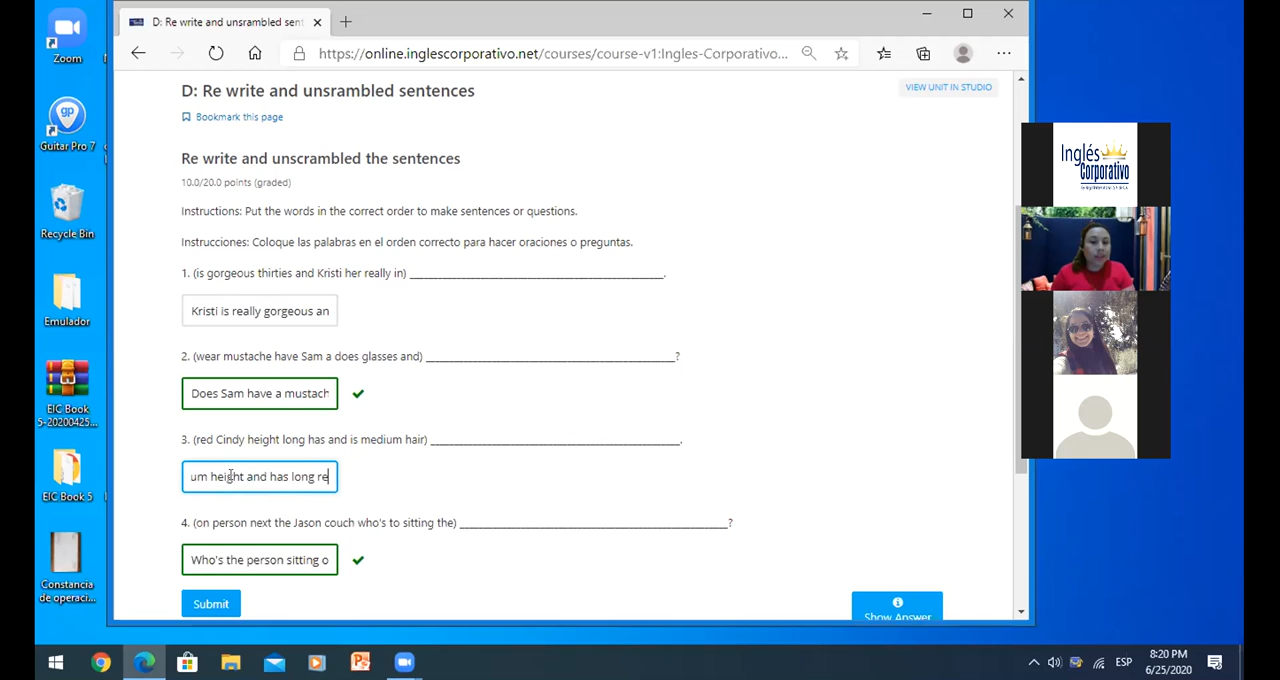 D: Re write and unsrambled sent
https://online.inglescorporativo.net/courses/course-v1:Ingles-Corporativo...
Zoom
Guitar Pro 7
Recycle Bin
Emulador
EIC Book
5-20200425...
EIC Book 5
Constancia
de operaci...
D: Re write and unsrambled sentences
VIEW UNIT IN STUDIO
Bookmark this page
Re write and unscrambled the sentences
10.0/20.0 points (graded)
Instructions: Put the words in the correct order to make sentences or questions.
Instrucciones: Coloque las palabras en el orden correcto para hacer oraciones o preguntas.
1. (is gorgeous thirties and Kristi her really in) ______________________________________.
Kristi is really gorgeous an
2. (wear mustache have Sam a does glasses and) ______________________________________?
Does Sam have a mustach
3. (red Cindy height long has and is medium hair) ______________________________________.
um height and has long re
4. (on person next the Jason couch who's to sitting the) ________________________________________?
Who's the person sitting o
Submit
Show Answer
Inglés
Corporativo
ESP
8:20 PM
6/25/2020